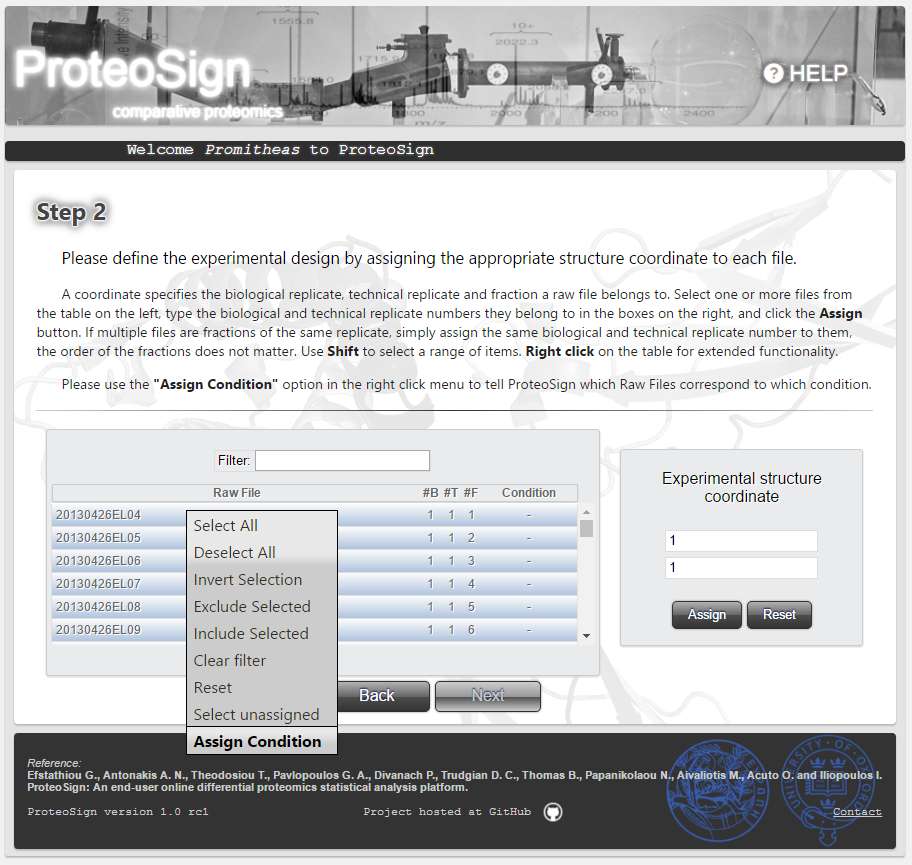 ProteoSign
comparative proteomics
1555.8
10+
2022.3
1600
1800
m/z
2000
2200
2400
? HELP
Welcome Promitheas to ProteoSign
Step 2
Please define the experimental design by assigning the appropriate structure coordinate to each file.
A coordinate specifies the biological replicate, technical replicate and fraction a raw file belongs to. Select one or more files from
the table on the left, type the biological and technical replicate numbers they belong to in the boxes on the right, and click the Assign
button. If multiple files are fractions of the same replicate, simply assign the same biological and technical replicate number to them,
the order of the fractions does not matter. Use Shift to select a range of items. Right click on the table for extended functionality.
Please use the "Assign Condition" option in the right click menu to tell ProteoSign which Raw Files correspond to which condition.
Filter:
Raw File #B #T #F Condition
20130426EL04 1 1 1 -
20130426EL05 1 1 2 -
20130426EL06 1 1 3 -
20130426EL07 1 1 4 -
20130426EL08 1 1 5 -
20130426EL09 1 1 6 -
Select All
Deselect All
Invert Selection
Exclude Selected
Include Selected
Clear filter
Reset
Select unassigned
Assign Condition
Experimental structure
coordinate
1
1
Assign Reset
Back Next
Reference:
Efstathiou G., Antonakis A. N., Theodosiou T., Pavlopoulos G. A., Divanach P., Trudgian D. C., Thomas B., Papanikolaou N., Aivaliotis M., Acuto O. and Iliopoulos I.
ProteoSign: An end-user online differential proteomics statistical analysis platform.
ProteoSign version 1.0 rc1 Project hosted at GitHub Contact
UNIVERSITY OF OXFORD